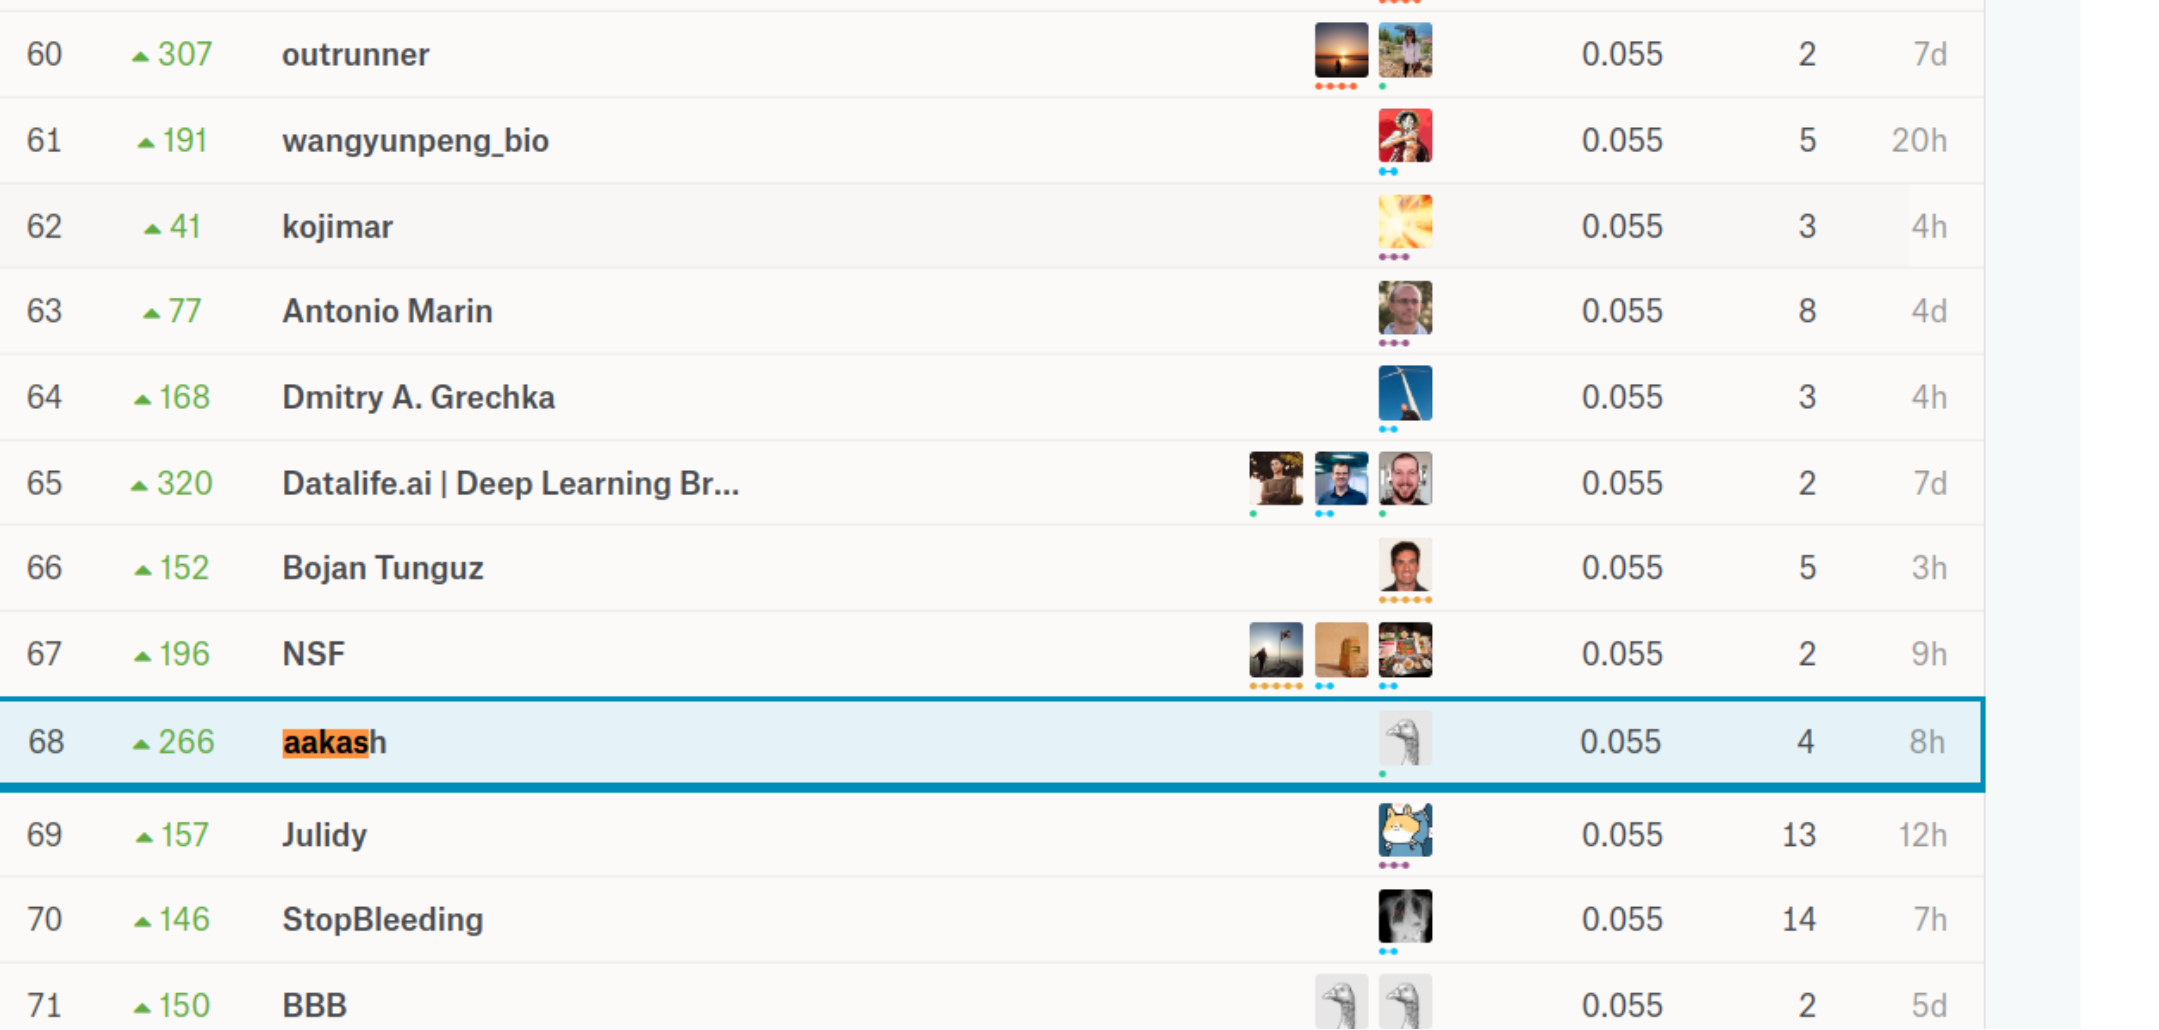 60 307 outrunner 0.055 2 7d
61 191 wangyunpeng_bio 0.055 5 20h
62 41 kojimar 0.055 3 4h
63 77 Antonio Marin 0.055 8 4d
64 168 Dmitry A. Grechka 0.055 3 4h
65 320 Datalife.ai | Deep Learning Br... 0.055 2 7d
66 152 Bojan Tunguz 0.055 5 3h
67 196 NSF 0.055 2 9h
68 266 aakash 0.055 4 8h
69 157 Julidy 0.055 13 12h
70 146 StopBleeding 0.055 14 7h
71 150 BBB 0.055 2 5d